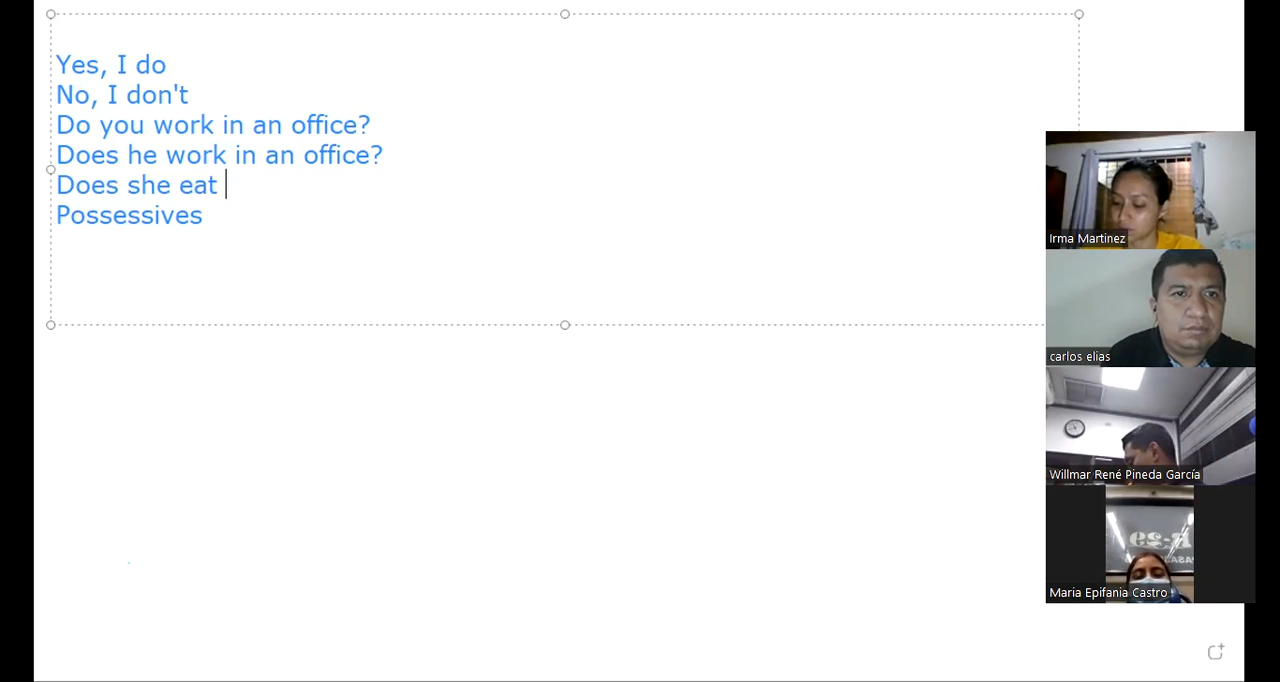 Yes, I do
No, I don't
Do you work in an office?
Does he work in an office?
Does she eat
Possessives
Irma Martinez
carlos elias
Willmar René Pineda García
Maria Epifania Castro